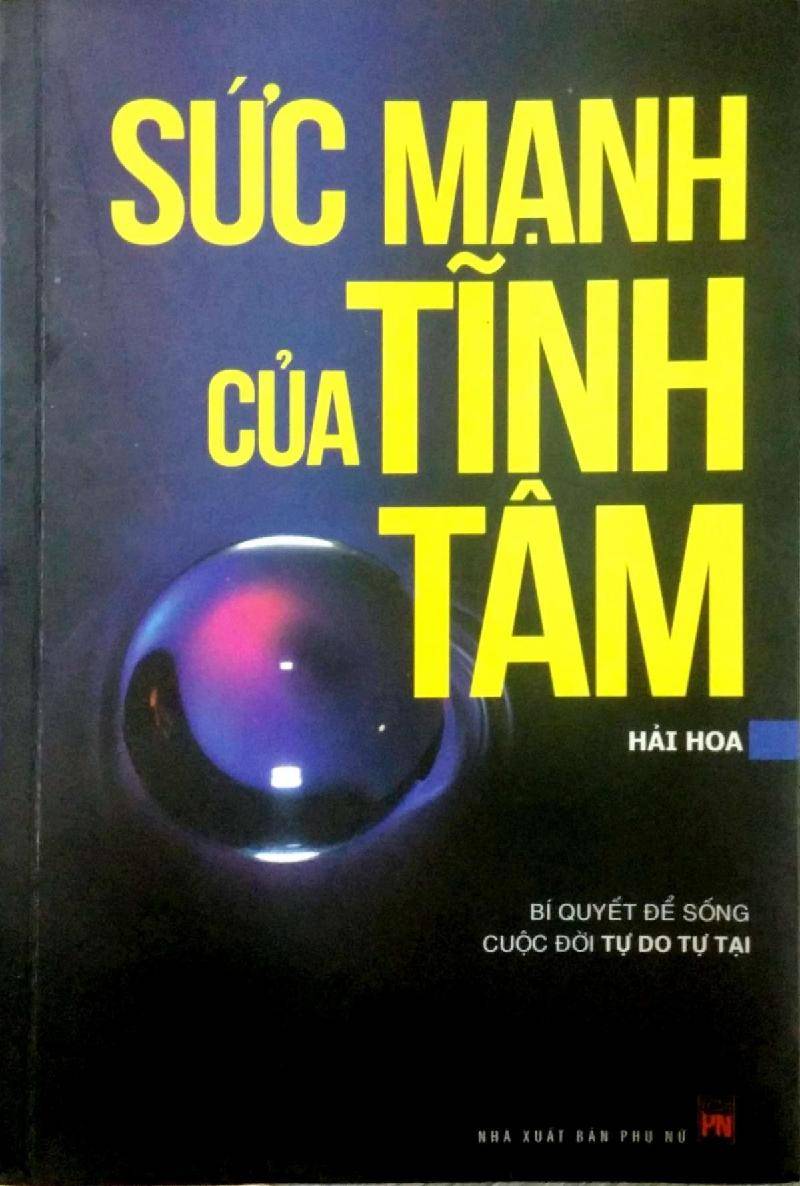 SỨC MẠNH
CỦA TĨNH
TÂM
HẢI HOA
BÍ QUYẾT ĐỂ SỐNG
CUỘC ĐỜI TỰ DO TỰ TẠI
NHÀ XUẤT BẢN PHỤ NỮ
PN